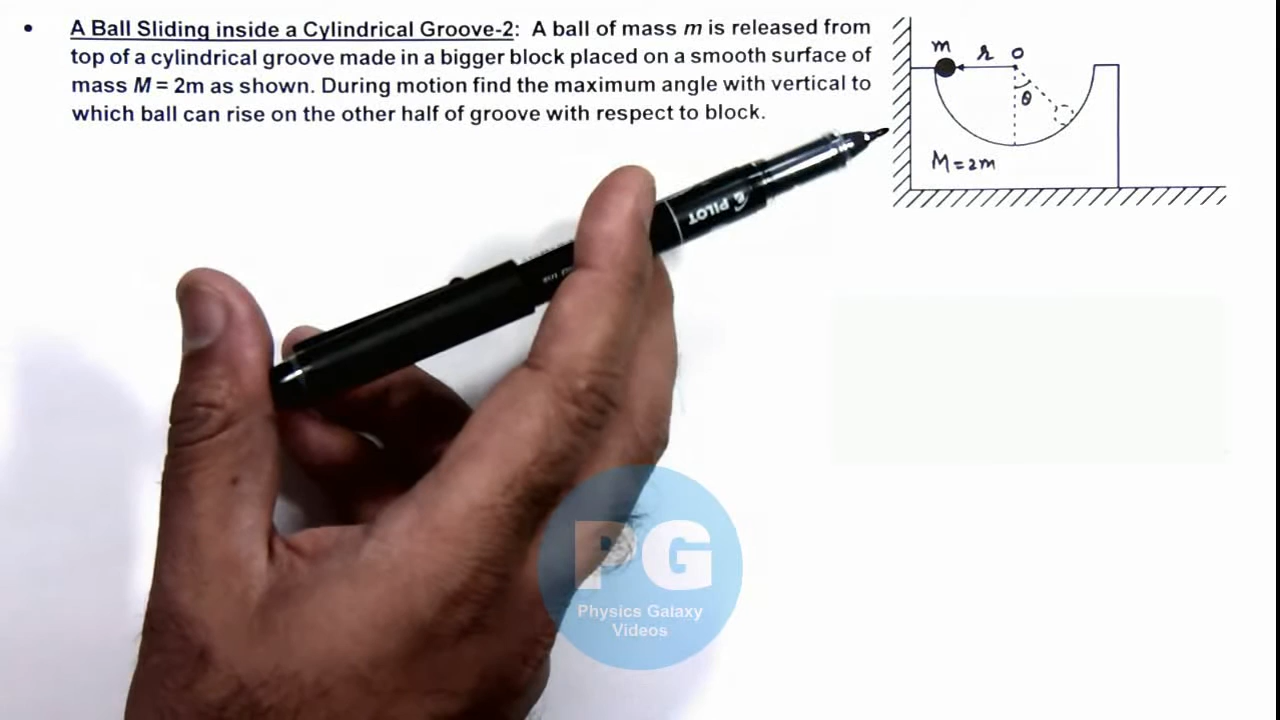 • A Ball Sliding inside a Cylindrical Groove-2: A ball of mass m is released from
top of a cylindrical groove made in a bigger block placed on a smooth surface of
mass M = 2m as shown. During motion find the maximum angle with vertical to
which ball can rise on the other half of groove with respect to block.
m
r
O
θ
M = 2m
PILOT
PG
Physics Galaxy
Videos